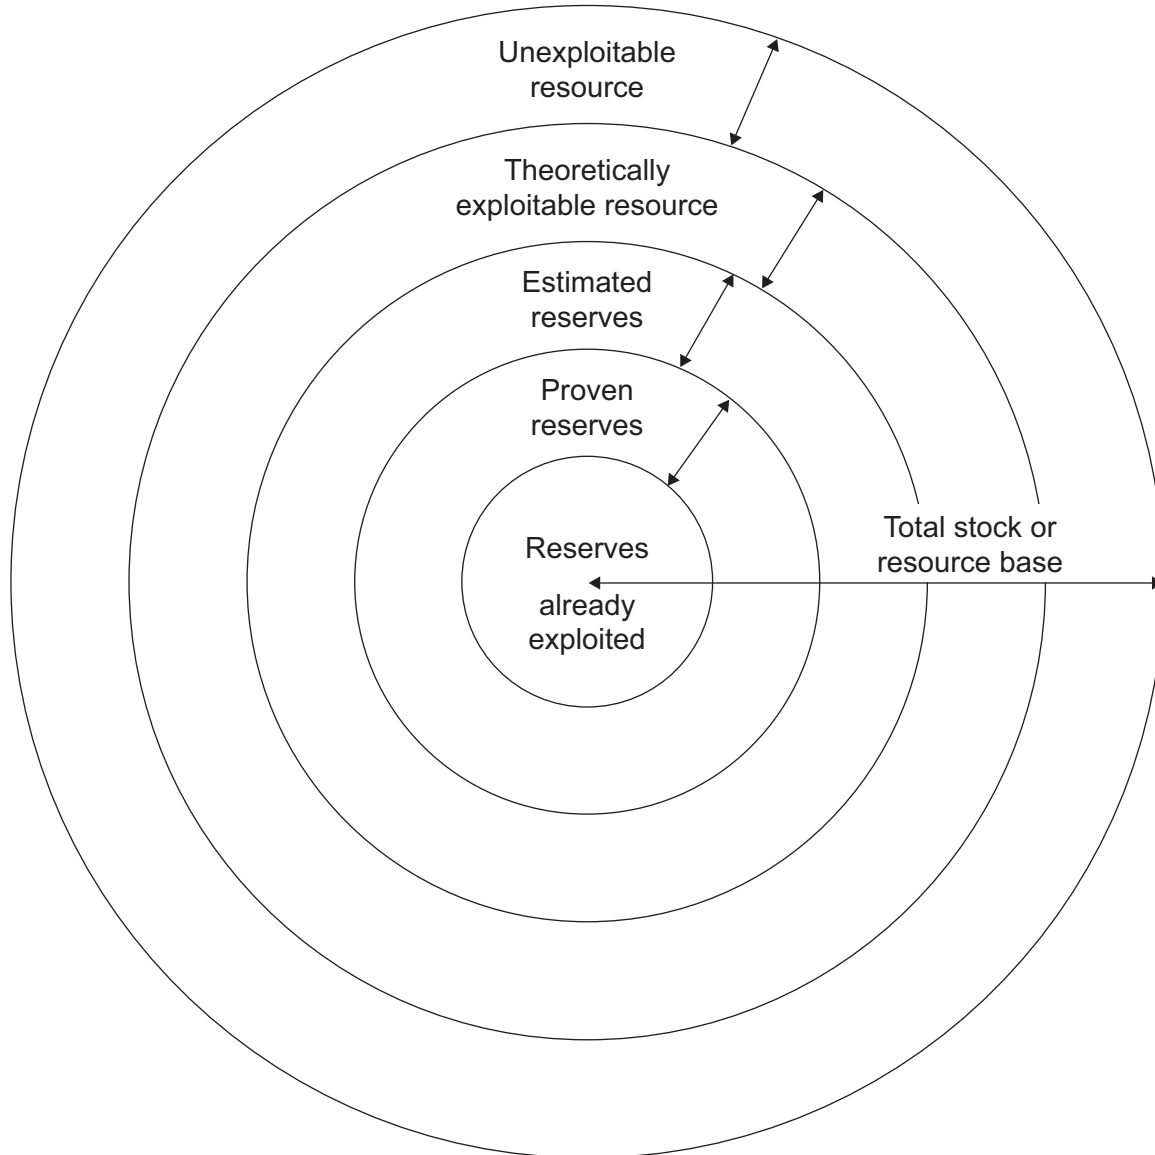 Unexploitable
resource
Theoretically
exploitable resource
Estimated
reserves
Proven
reserves
Total stock or
resource base
Reserves
already
exploited